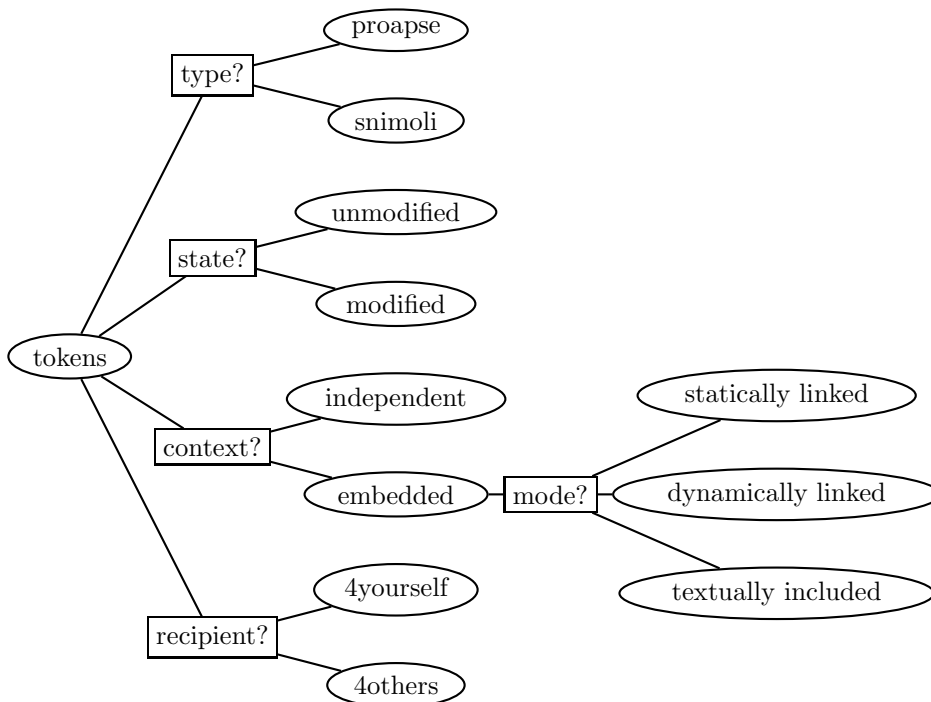 proapse
type?
snimoli
unmodified
state?
modified
tokens
independent
context?
embedded
mode?
statically linked
dynamically linked
textually included
4yourself
recipient?
4others